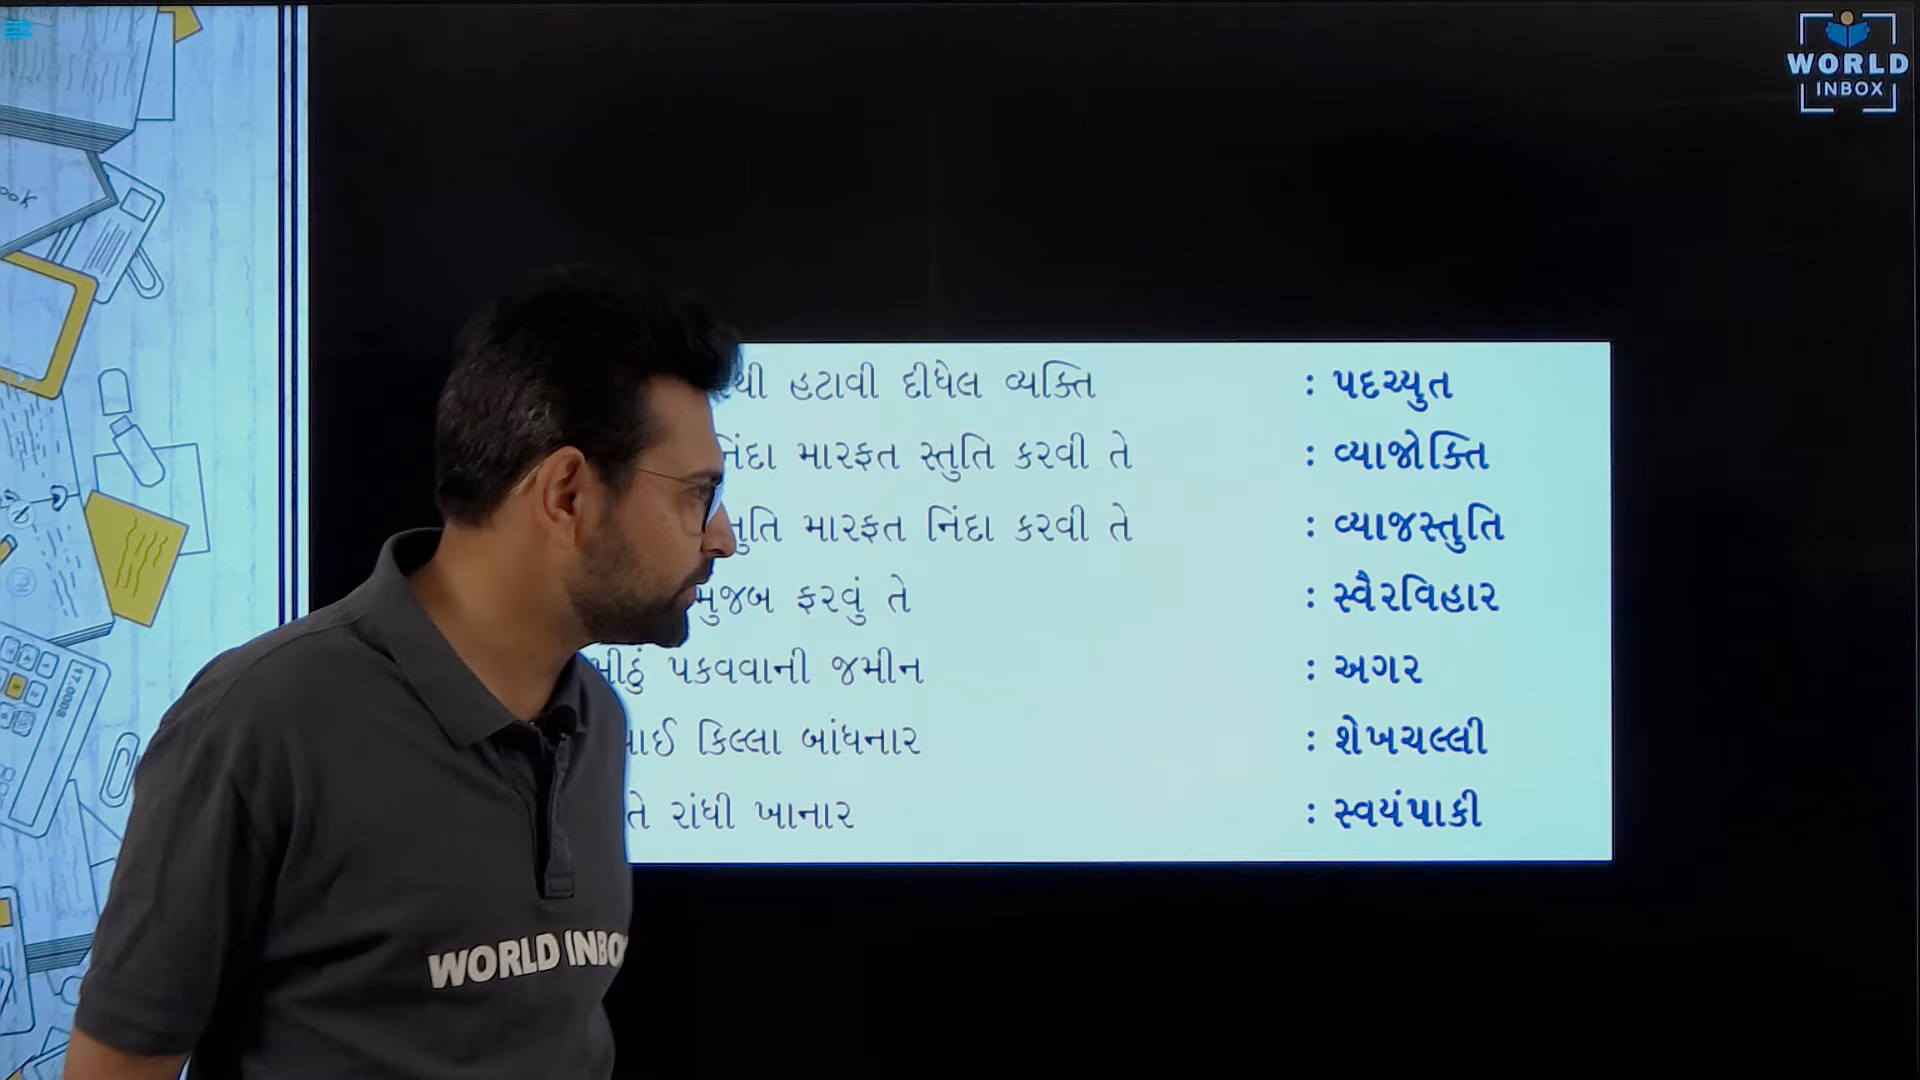 WORLD
INBOX
થી હટાવી દીધેલ વ્યક્તિ : પદચ્યુત
નિંદા મારફત સ્તુતિ કરવી તે : વ્યાજોક્તિ
મારફત નિંદા કરવી તે : વ્યાજસ્તુતિ
મુજબ ફરવું તે : સ્વૈરવિહાર
મીઠું પકવવાની જમીન : અગર
કિલ્લા બાંધનાર : શેખચલ્લી
રાંધી ખાનાર : સ્વયંપાકી
WORLD INBO